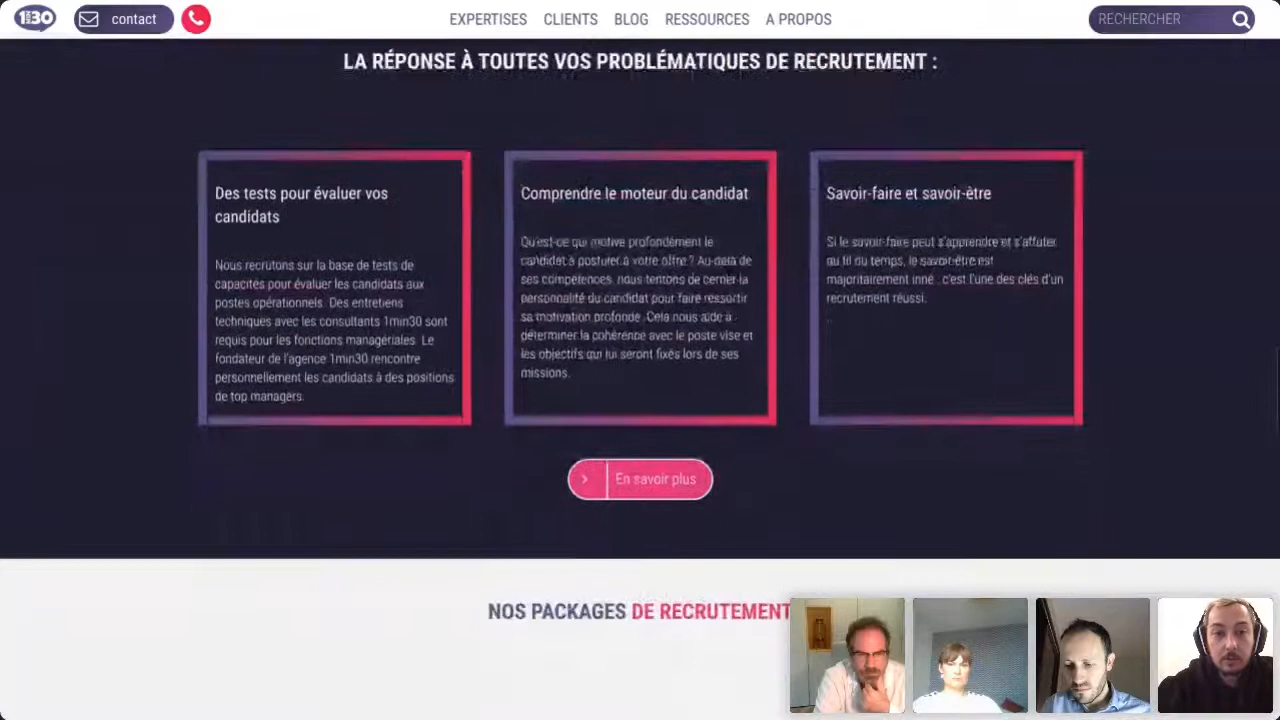 1min30
contact
EXPERTISES
CLIENTS
BLOG
RESSOURCES
A PROPOS
RECHERCHER
LA RÉPONSE À TOUTES VOS PROBLÉMATIQUES DE RECRUTEMENT :
Des tests pour évaluer vos
candidats
Nous recrutons sur la base de tests de
capacités pour évaluer les candidats aux
postes opérationnels. Des entretiens
techniques avec les consultants 1min30 sont
requis pour les fonctions managériales. Le
fondateur de l'agence 1min30 rencontre
personnellement les candidats à des positions
de top managers.
Comprendre le moteur du candidat
Qu'est-ce qui motive profondément le
candidat à postuler à votre offre ? Au-delà de
ses compétences, nous tentons de cerner la
personnalité du candidat pour faire ressortir
sa motivation profonde. Cela nous aide à
déterminer la cohérence avec le poste visé et
les objectifs qui lui seront fixés lors de ses
missions.
Savoir-faire et savoir-être
Si le savoir-faire peut s'apprendre et s'affuter
au fil du temps, le savoir-être est
majoritairement inné : c'est l'une des clés d'un
recrutement réussi.
En savoir plus
NOS PACKAGES DE RECRUTEMENT